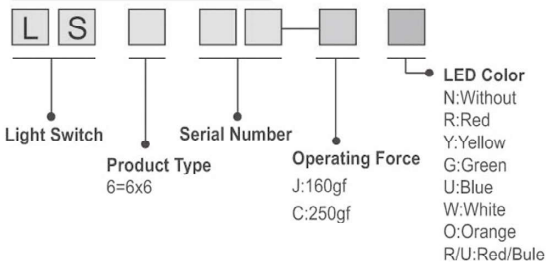 L S
LED Color
N:Without
Light Switch
Serial Number
R:Red
Product Type
Operating Force
Y:Yellow
6=6x6
J:160gf
G:Green
C:250gf
U:Blue
W:White
O:Orange
R/U:Red/Bule